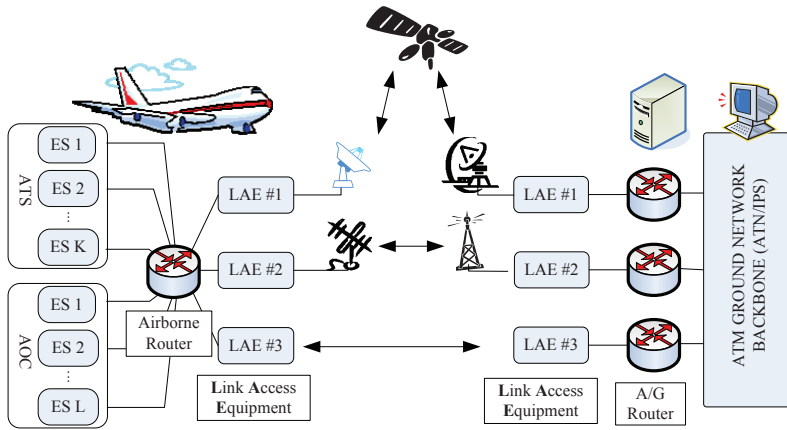 ATS
ES 1
ES 2
...
ES K
AOC
ES 1
ES 2
...
ES L
Airborne
Router
LAE #1
LAE #2
LAE #3
Link Access
Equipment
LAE #1
LAE #2
LAE #3
Link Access
Equipment
A/G
Router
ATM GROUND NETWORK
BACKBONE (ATN/IPS)